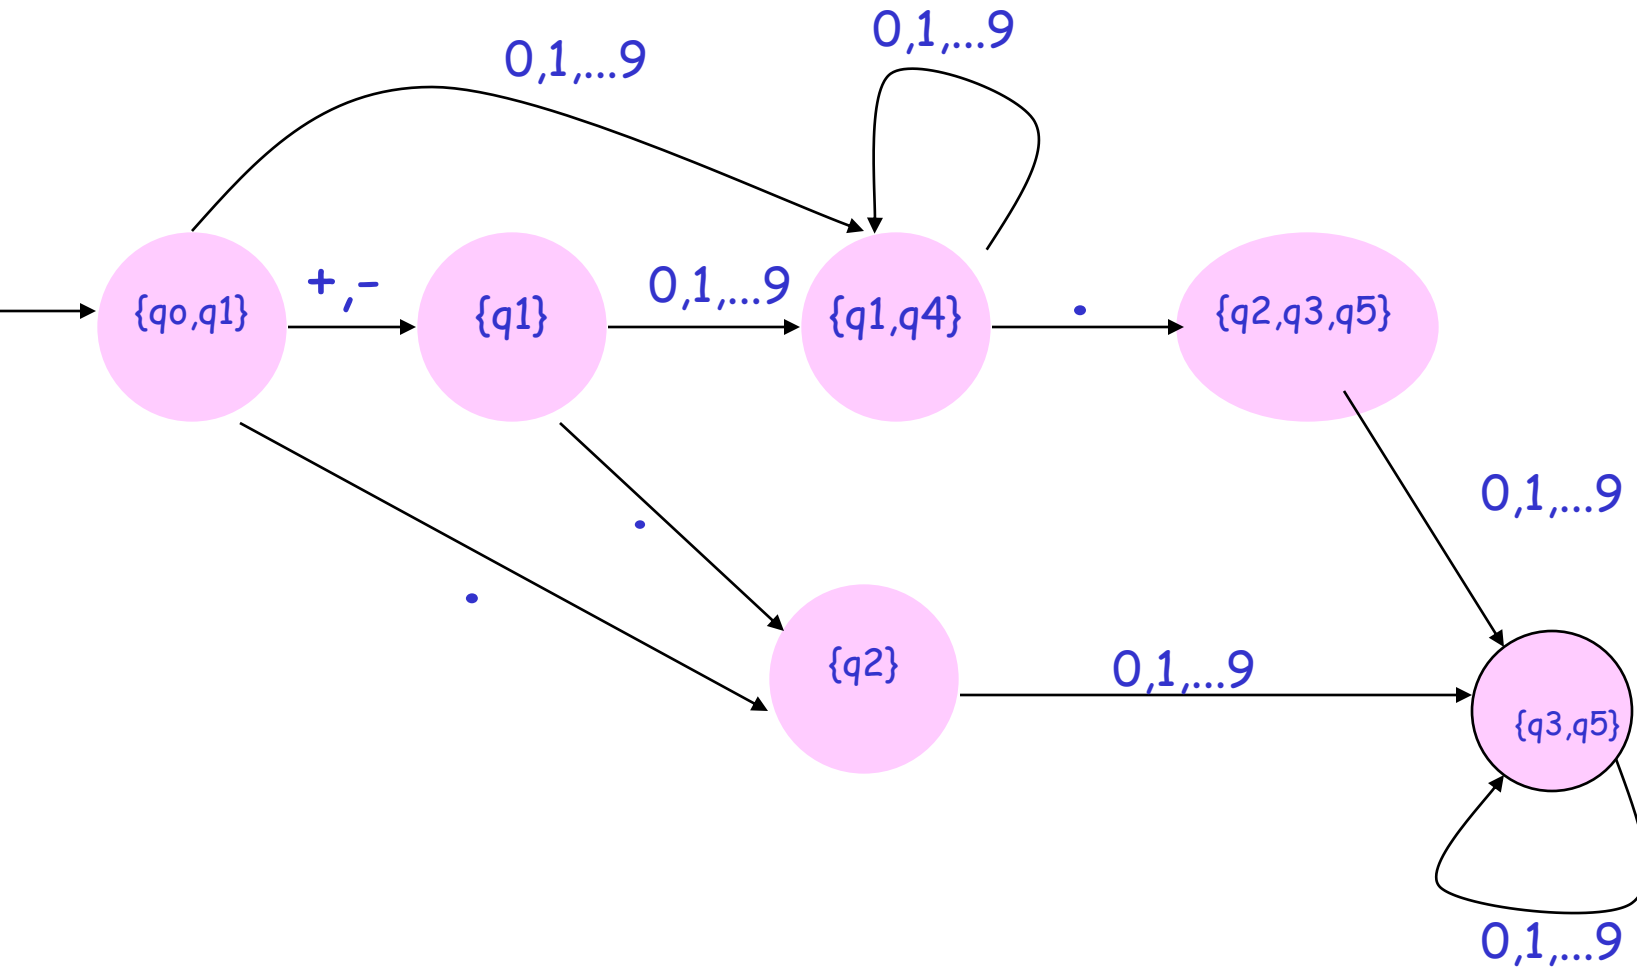 0,1,...9
0,1,...9
+,-
0,1,...9
.
{qo,q1}
{q1}
{q1,q4}
{q2,q3,q5}
0,1,...9
.
.
{q2}
0,1,...9
{q3,q5}
0,1,...9